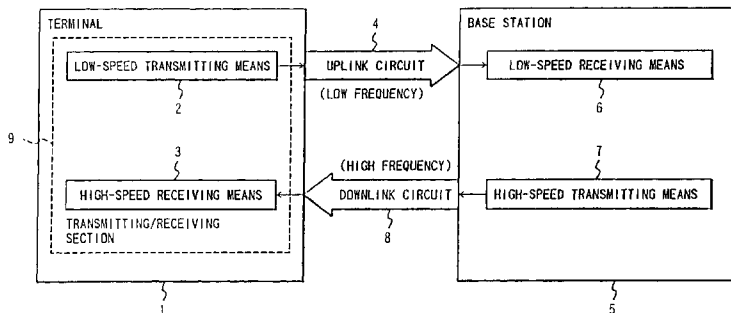 TERMINAL
LOW-SPEED TRANSMITTING MEANS
2
9
3
HIGH-SPEED RECEIVING MEANS
TRANSMITTING/RECEIVING
SECTION
1
4
UPLINK CIRCUIT
(LOW FREQUENCY)
(HIGH FREQUENCY)
DOWNLINK CIRCUIT
8
BASE STATION
LOW-SPEED RECEIVING MEANS
6
7
HIGH-SPEED TRANSMITTING MEANS
5